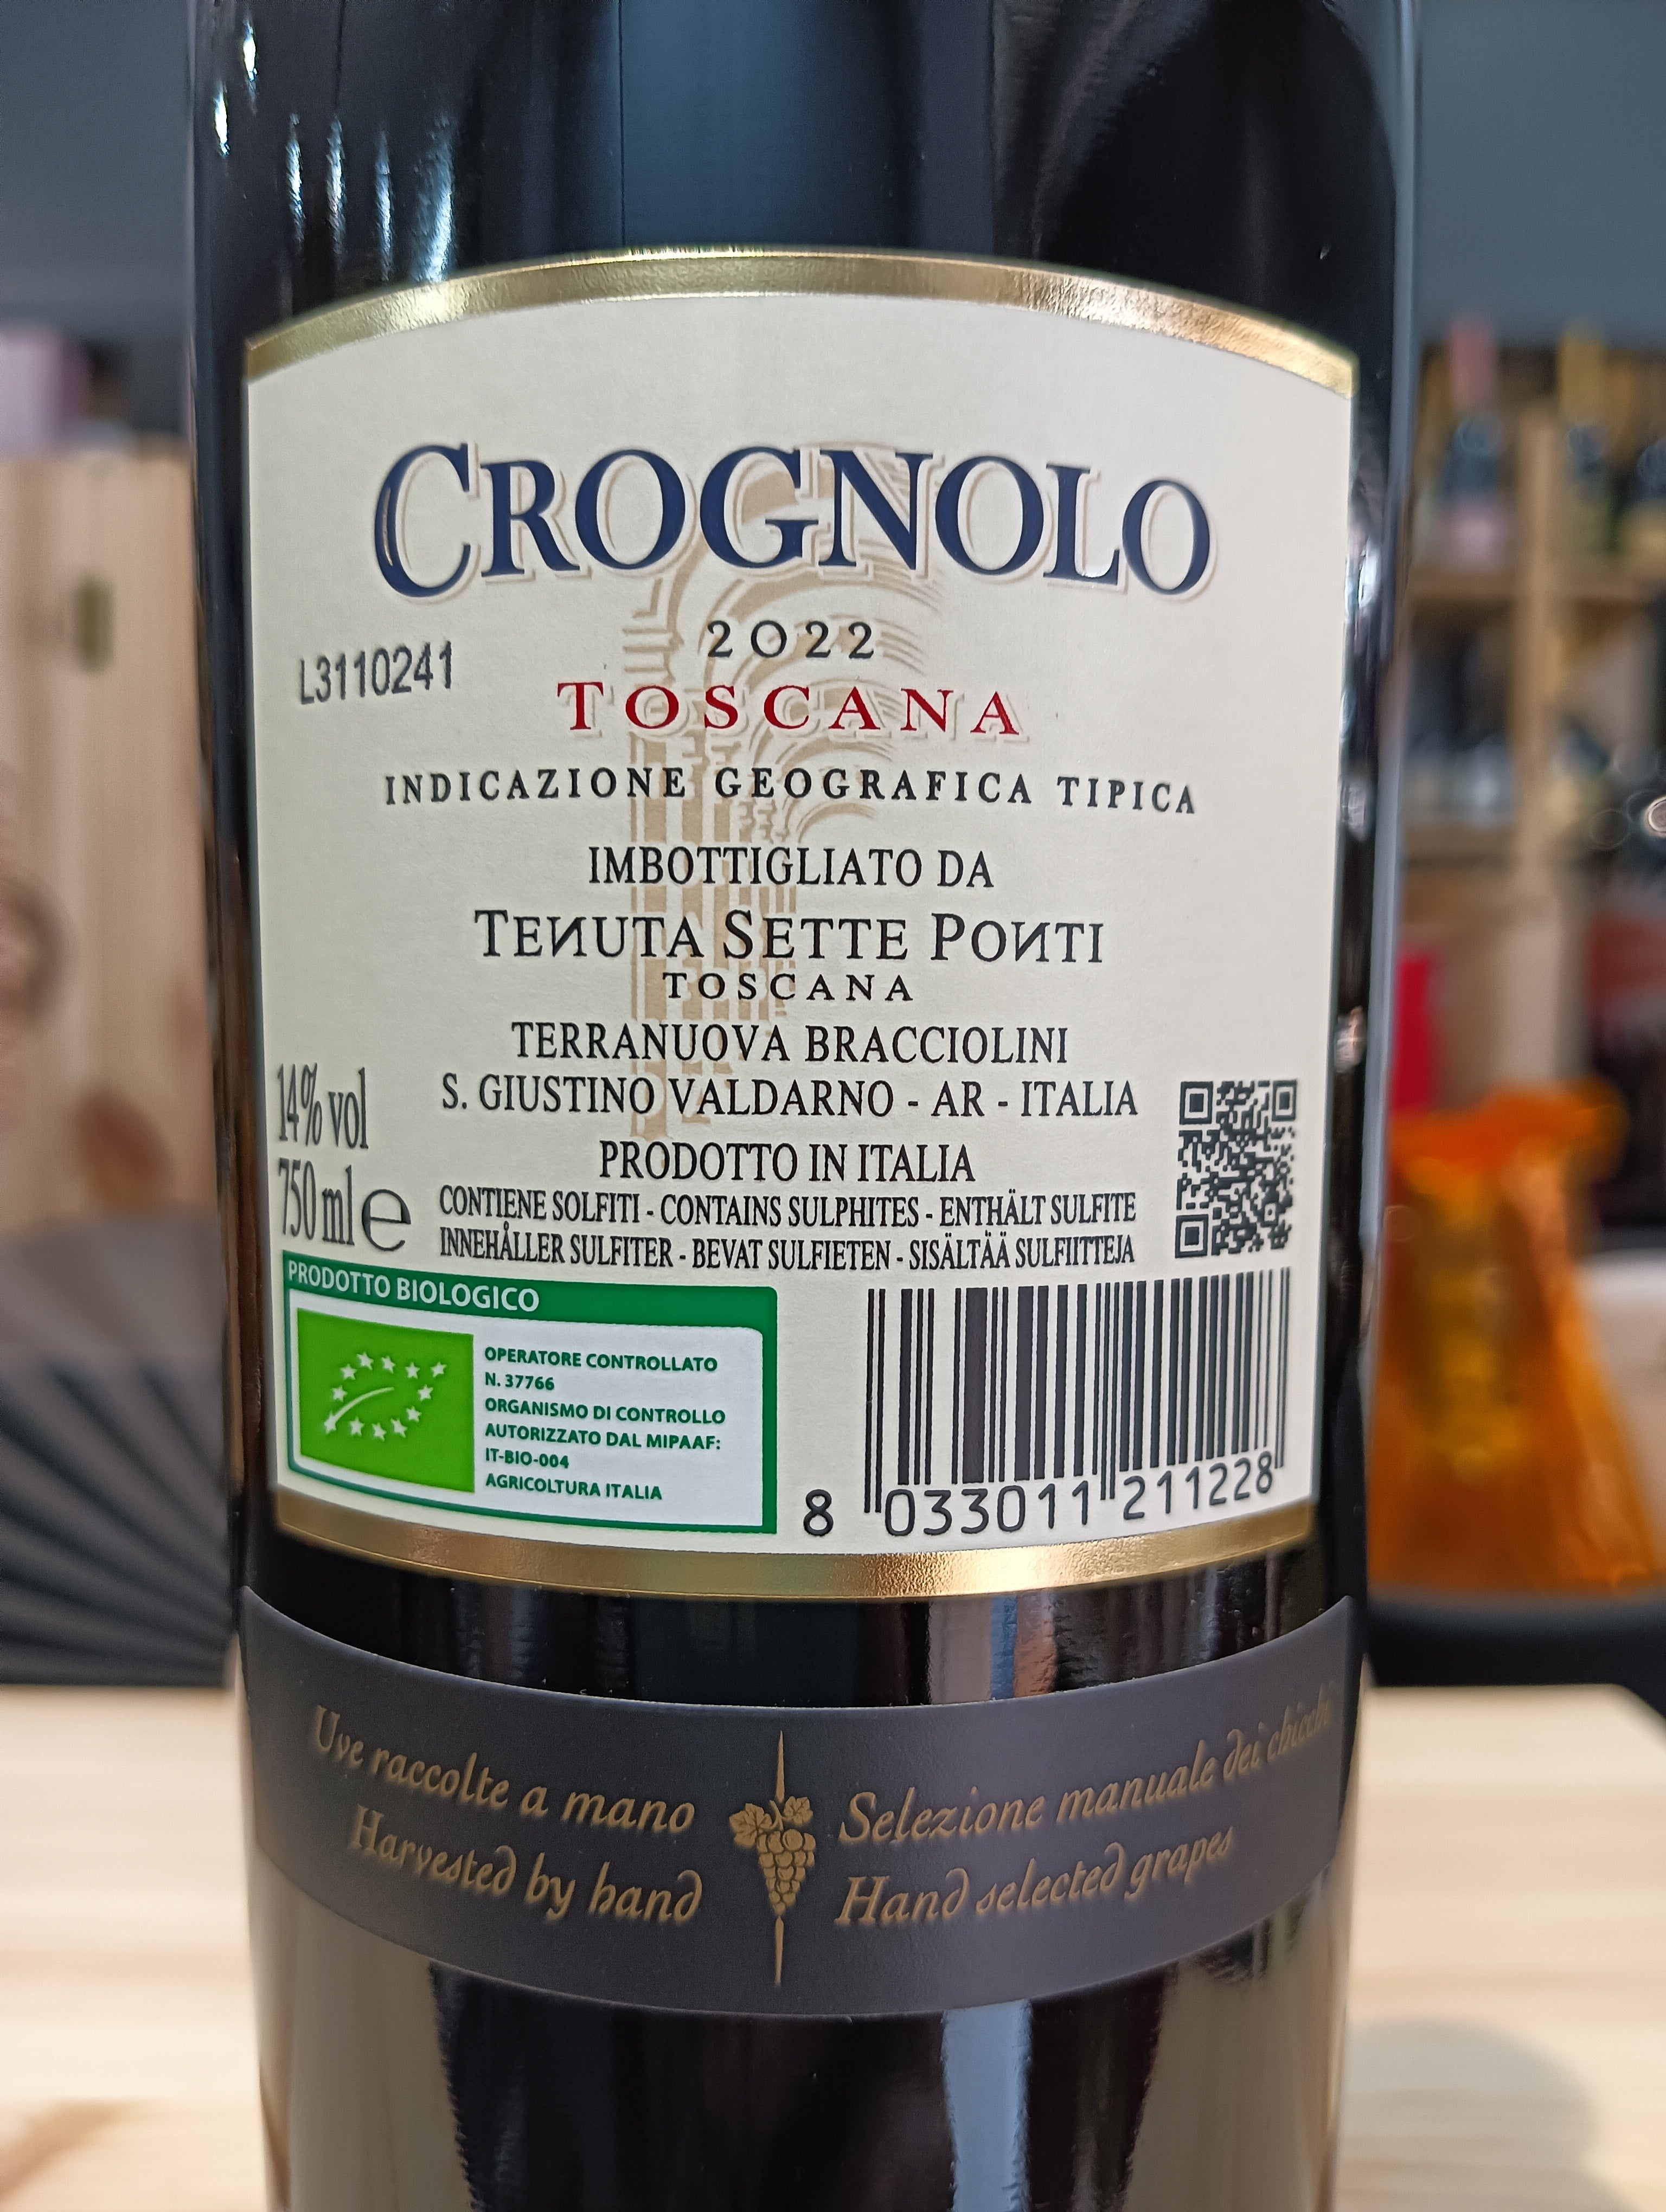 CROGNOLO
2022
L3110241
TOSCANA
INDICAZIONE GEOGRAFICA TIPICA
IMBOTTIGLIATO DA
TENUTA SETTE PONTI
TOSCANA
TERRANUOVA BRACCIOLINI
S. GIUSTINO VALDARNO - AR - ITALIA
14% vol
PRODOTTO IN ITALIA
750 ml e
CONTIENE SOLFITI - CONTAINS SULPHITES - ENTHÄLT SULFITE
INNEHÅLLER SULFITER - BEVAT SULFIETEN - SISÄLTÄÄ SULFIITTEJA
PRODOTTO BIOLOGICO
OPERATORE CONTROLLATO
N. 37766
ORGANISMO DI CONTROLLO
AUTORIZZATO DAL MIPAAF:
IT-BIO-004
AGRICOLTURA ITALIA
8 033011 211228
Uve raccolte a mano
Harvested by hand
Selezione manuale dei chicchi
Hand selected grapes